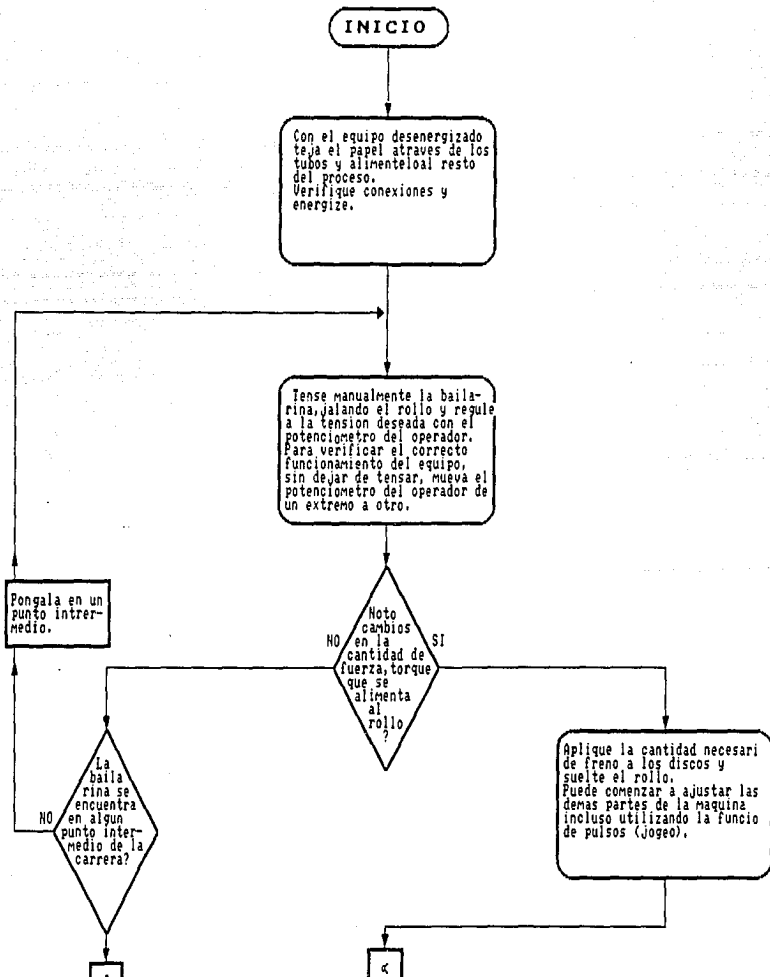 INICIO
Con el equipo desenergizado
teja el papel atraves de los
tubos y alimenteloal resto
del proceso.
Verifique conexiones y
energize.
Tense manualmente la baila-
rina,jalando el rollo y regule
a la tension deseada con el
potenciometro del operador.
Para verificar el correcto
funcionamiento del equipo,
sin dejar de tensar, mueva el
potenciometro del operador de
un extremo a otro.
Pongala en un
punto intrer-
medio.
Noto
cambios
en la
cantidad de
fuerza,torque
que se
alimenta
al
rollo
?
NO
SI
La
baila
rina se
encuentra
en algun
punto inter-
medio de la
carrera?
NO
Aplique la cantidad necesari
de freno a los discos y
suelte el rollo.
Puede comenzar a ajustar las
demas partes de la maquina
incluso utilizando la funcio
de pulsos (jogeo).